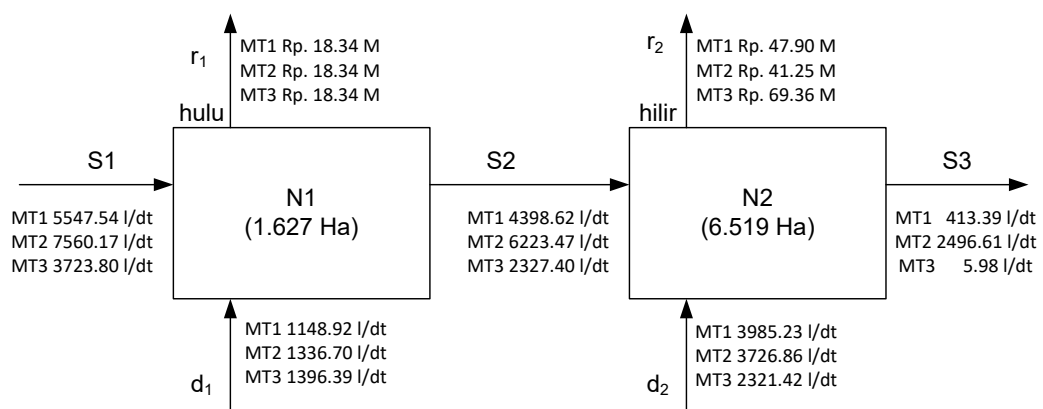 r1
MT1 Rp. 18.34 M
MT2 Rp. 18.34 M
MT3 Rp. 18.34 M
hulu
r2
MT1 Rp. 47.90 M
MT2 Rp. 41.25 M
MT3 Rp. 69.36 M
hilir
S1
MT1 5547.54 l/dt
MT2 7560.17 l/dt
MT3 3723.80 l/dt
N1
(1.627 Ha)
S2
MT1 4398.62 l/dt
MT2 6223.47 l/dt
MT3 2327.40 l/dt
N2
(6.519 Ha)
S3
MT1 413.39 l/dt
MT2 2496.61 l/dt
MT3 5.98 l/dt
d1
MT1 1148.92 l/dt
MT2 1336.70 l/dt
MT3 1396.39 l/dt
d2
MT1 3985.23 l/dt
MT2 3726.86 l/dt
MT3 2321.42 l/dt